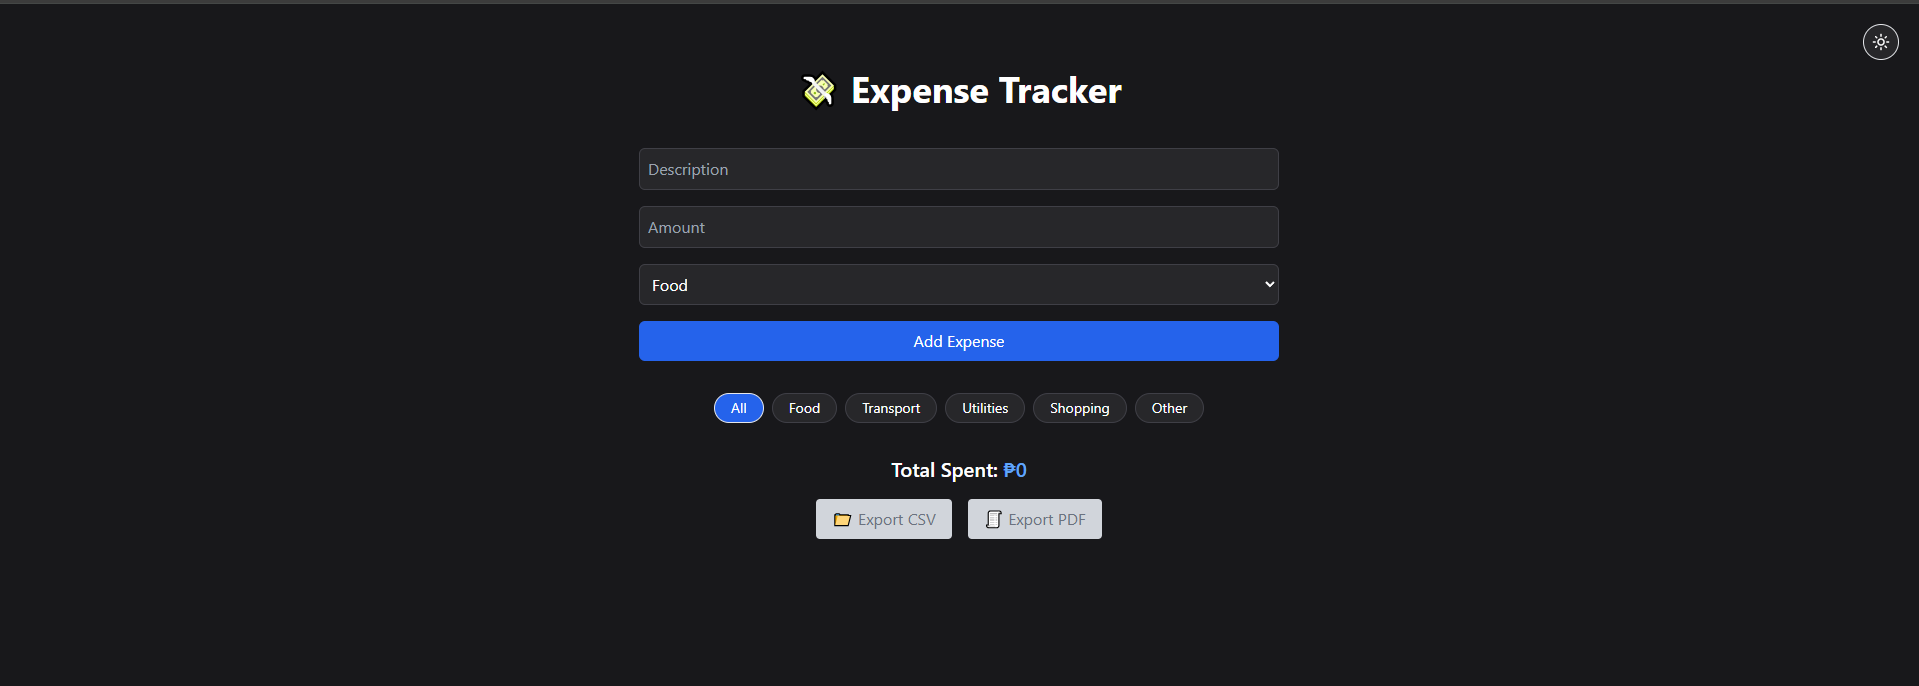 💸 Expense Tracker
Description
Amount
Food
Add Expense
All Food Transport Utilities Shopping Other
Total Spent: ₱0
📂 Export CSV 🧾 Export PDF